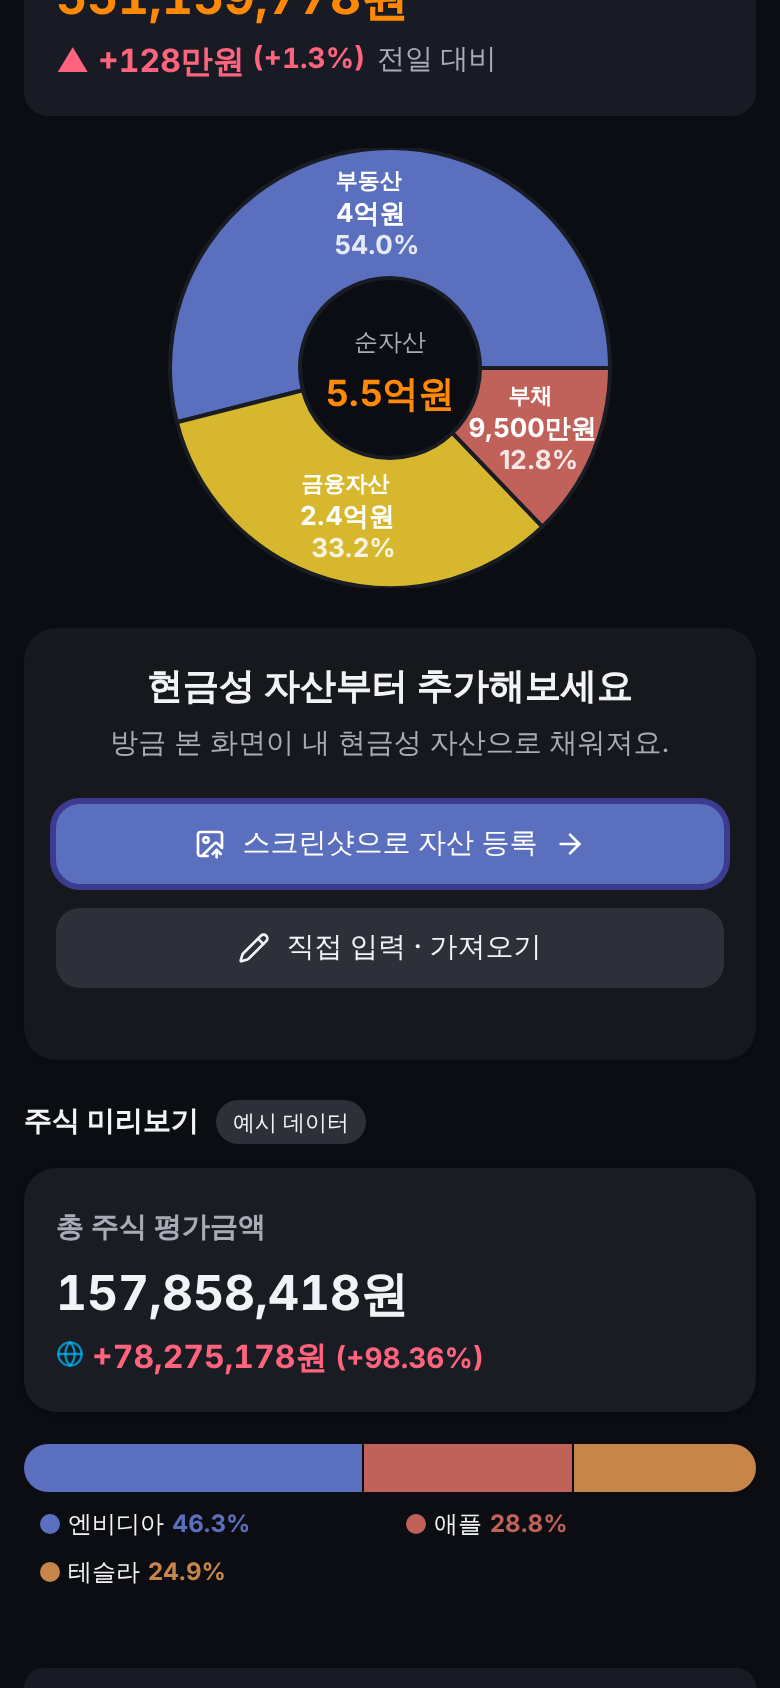 551,159,778원
▲ +128만원 (+1.3%) 전일 대비
부동산
4억원
54.0%
순자산
5.5억원
부채
9,500만원
12.8%
금융자산
2.4억원
33.2%
현금성 자산부터 추가해보세요
방금 본 화면이 내 현금성 자산으로 채워져요.
스크린샷으로 자산 등록 →
직접 입력 · 가져오기
주식 미리보기
예시 데이터
총 주식 평가금액
157,858,418원
+78,275,178원 (+98.36%)
엔비디아 46.3%
애플 28.8%
테슬라 24.9%